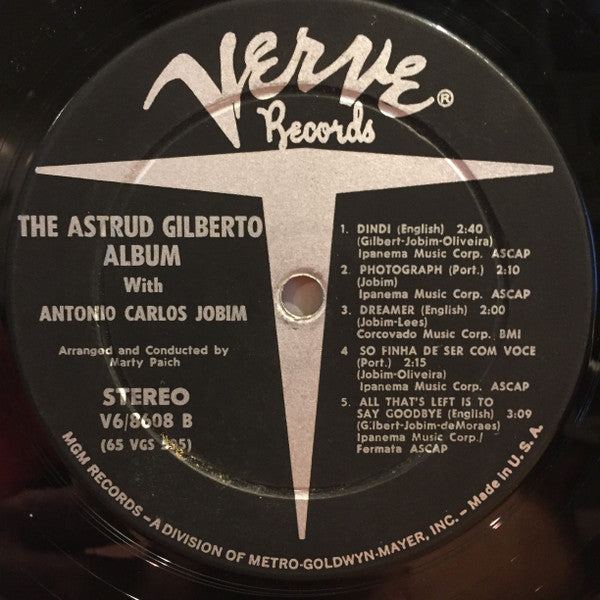 Verve®
Records
THE ASTRUD GILBERTO
ALBUM
With
ANTONIO CARLOS JOBIM
Arranged and Conducted by
Marty Paich
STEREO
V6/8608 B
(65 VGS 595)
1. DINDI (English) 2:40
(Gilbert-Jobim-Oliveira)
Ipanema Music Corp. ASCAP
2. PHOTOGRAPH (Port.) 2:10
(Jobim)
Ipanema Music Corp. ASCAP
3. DREAMER (English) 2:00
(Jobim-Lees)
Corcovado Music Corp. BMI
4 SO FINHA DE SER COM VOCE
(Port.) 2:15
(Jobim-Oliveira)
Ipanema Music Corp. ASCAP
5. ALL THAT'S LEFT IS TO
SAY GOODBYE (English) 3:09
(Gilbert-Jobim-deMoraes)
Ipanema Music Corp./
Fermata ASCAP
MGM RECORDS – A DIVISION OF METRO-GOLDWYN-MAYER, INC. – Made in U. S. A.